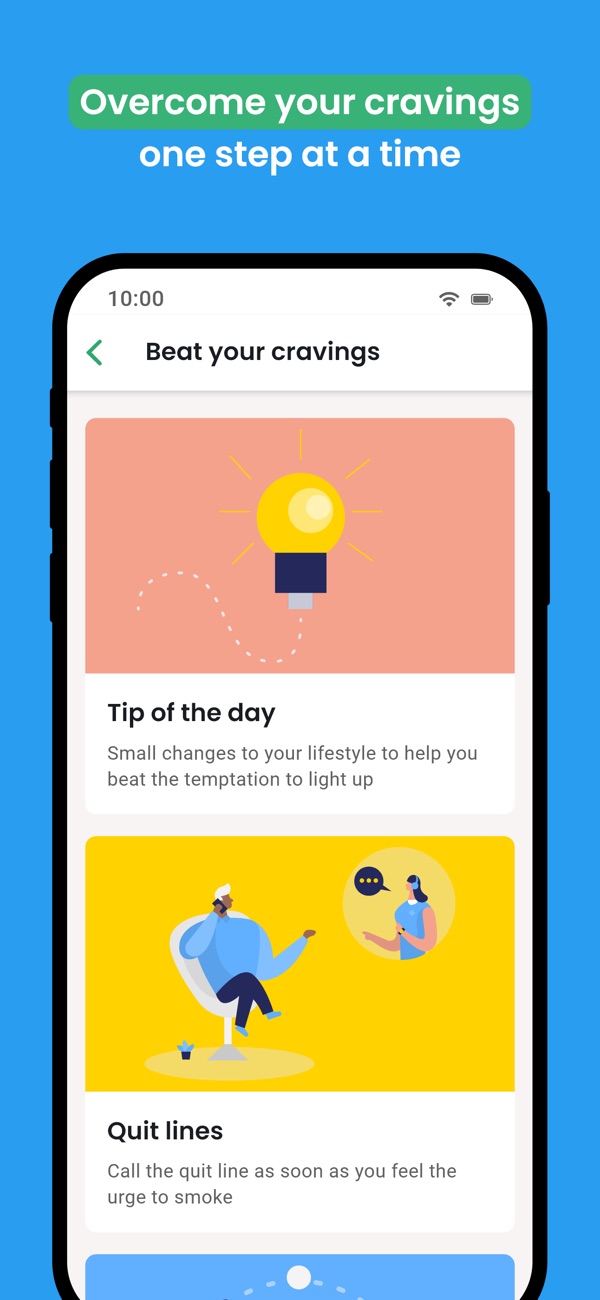 Overcome your cravings
one step at a time
10:00
Beat your cravings
Tip of the day
Small changes to your lifestyle to help you
beat the temptation to light up
Quit lines
Call the quit line as soon as you feel the
urge to smoke